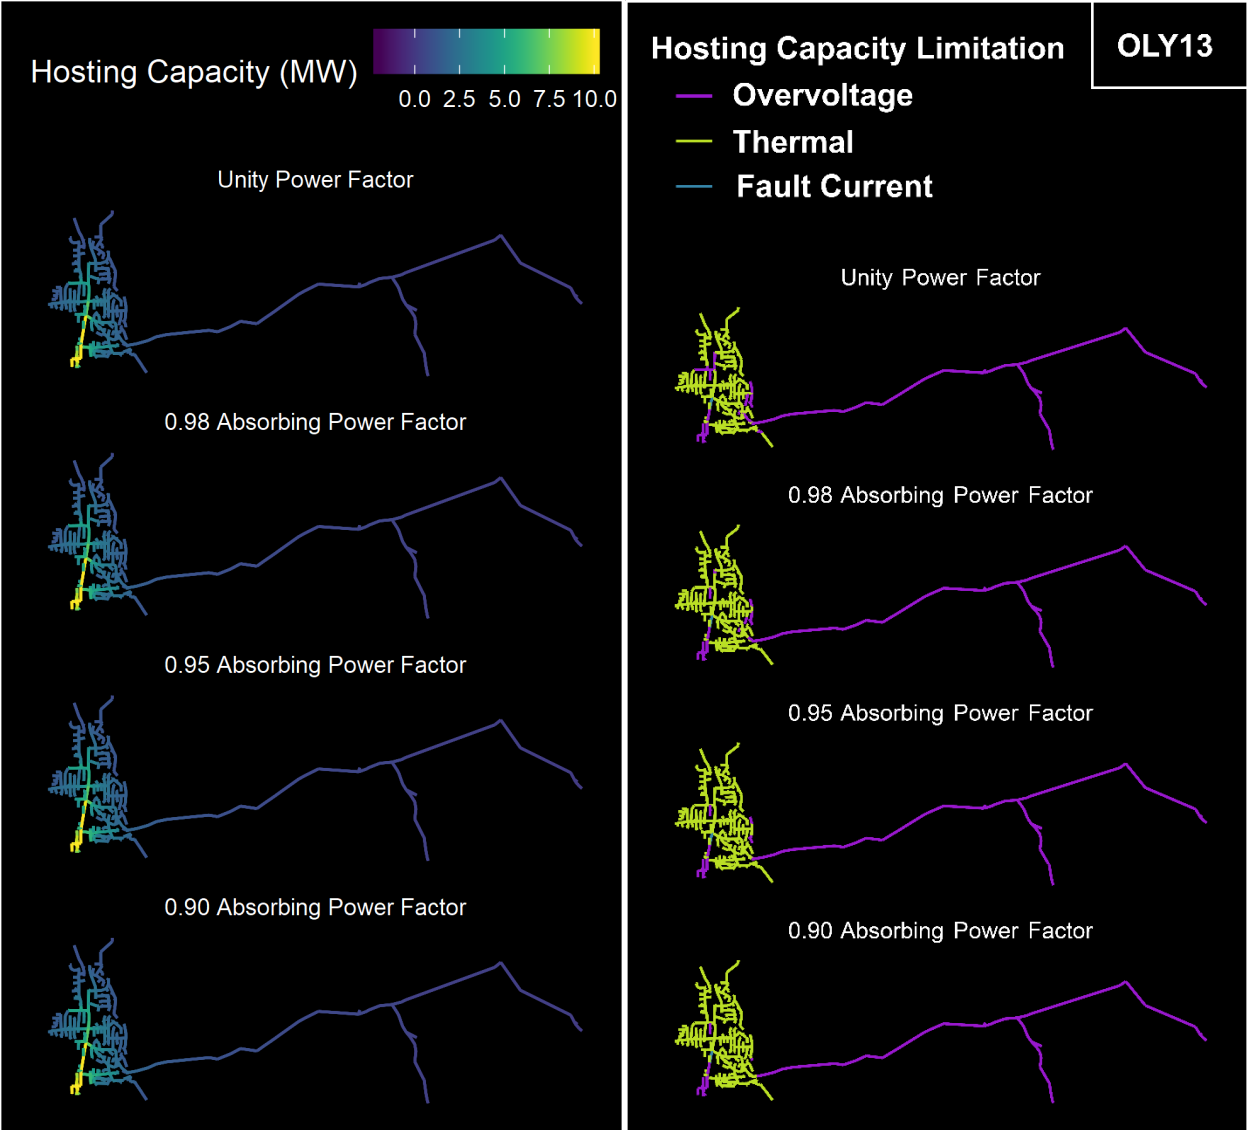 Hosting Capacity (MW)
0.0 2.5 5.0 7.5 10.0
Unity Power Factor
0.98 Absorbing Power Factor
0.95 Absorbing Power Factor
0.90 Absorbing Power Factor
Hosting Capacity Limitation
OLY13
Overvoltage
Thermal
Fault Current
Unity Power Factor
0.98 Absorbing Power Factor
0.95 Absorbing Power Factor
0.90 Absorbing Power Factor